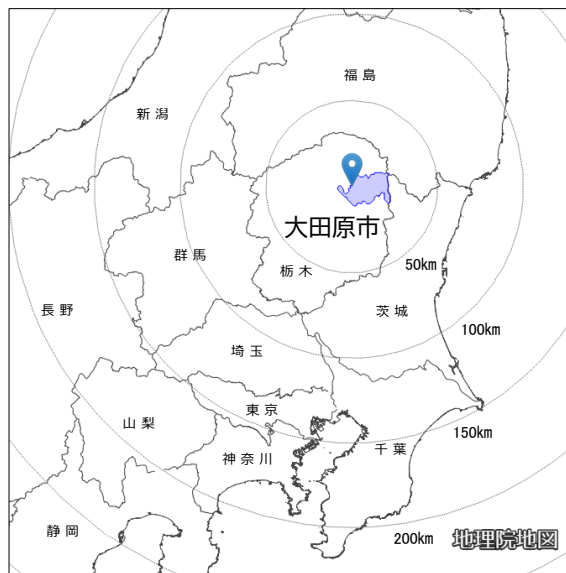 福島
新潟
大田原市
群馬
栃木
50km
長野
茨城
100km
埼玉
東京
150km
山梨
千葉
神奈川
静岡
200km
地理院地図